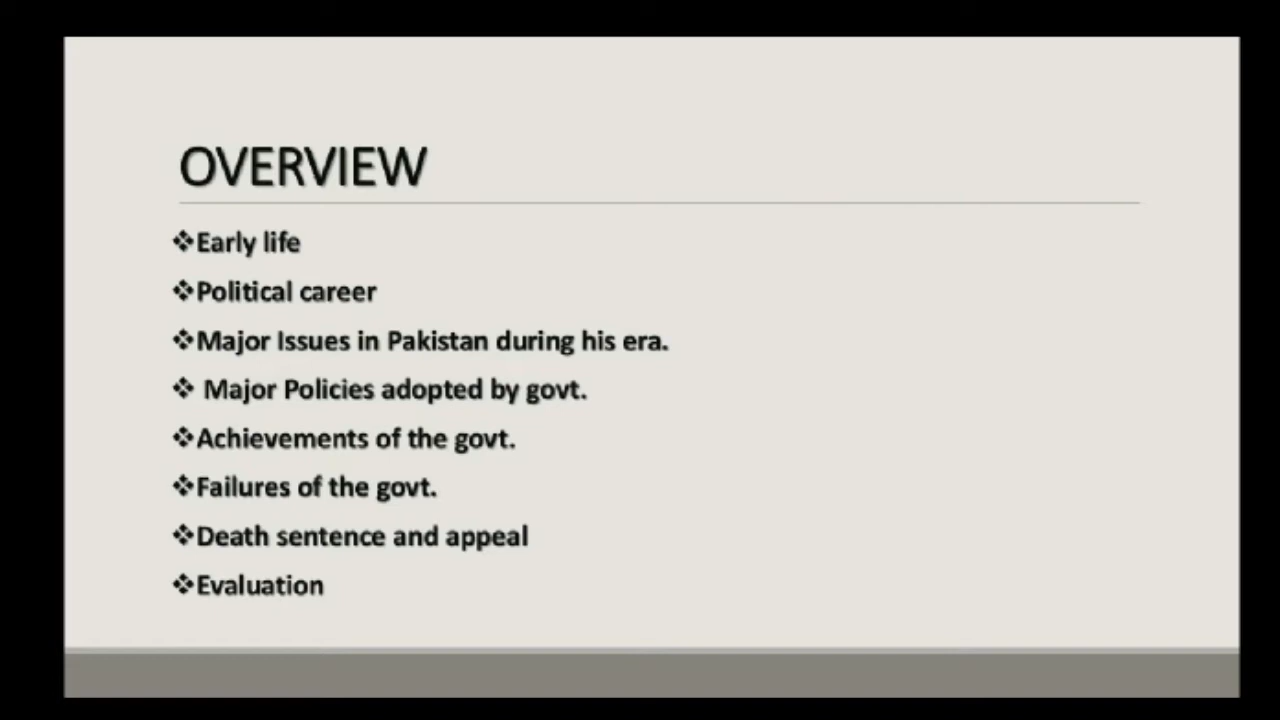 OVERVIEW
❖Early life
❖Political career
❖Major Issues in Pakistan during his era.
❖ Major Policies adopted by govt.
❖Achievements of the govt.
❖Failures of the govt.
❖Death sentence and appeal
❖Evaluation